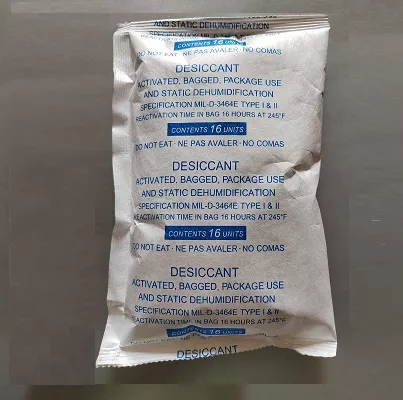 AND STATIC DEHUMIDIFICATION
CONTENTS 16 UNITS
DO NOT EAT · NE PAS AVALER · NO COMAS
DESICCANT
ACTIVATED, BAGGED, PACKAGE USE
AND STATIC DEHUMIDIFICATION
SPECIFICATION MIL-D-3464E TYPE I & II
REACTIVATION TIME IN BAG 16 HOURS AT 245°F
CONTENTS 16 UNITS
DO NOT EAT · NE PAS AVALER · NO COMAS
DESICCANT
ACTIVATED, BAGGED, PACKAGE USE
AND STATIC DEHUMIDIFICATION
SPECIFICATION MIL-D-3464E TYPE I & II
REACTIVATION TIME IN BAG 16 HOURS AT 245°F
CONTENTS 16 UNITS
DO NOT EAT · NE PAS AVALER · NO COMAS
DESICCANT
ACTIVATED, BAGGED, PACKAGE USE
AND STATIC DEHUMIDIFICATION
SPECIFICATION MIL-D-3464E TYPE I & II
REACTIVATION TIME IN BAG 16 HOURS AT 245°F
CONTENTS 16 UNITS
DESICCANT